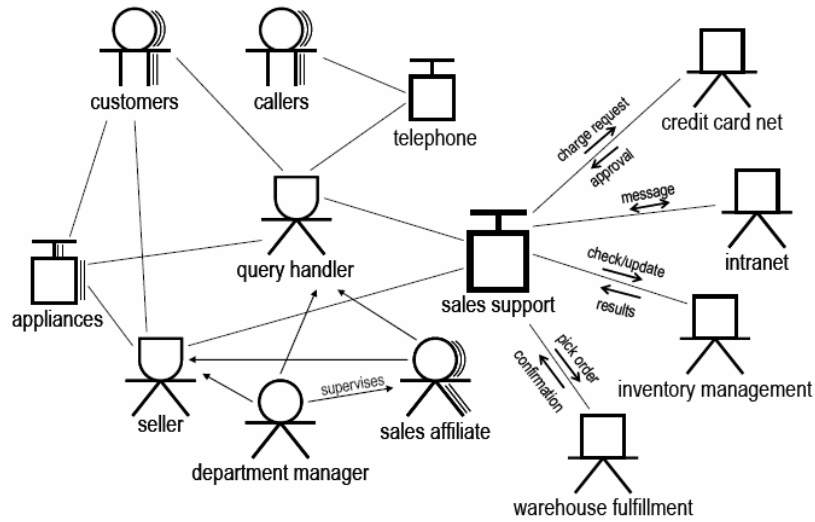 customers
callers
telephone
credit card net
charge request
approval
message
intranet
query handler
sales support
check/update
results
appliances
inventory management
pick order
confirmation
supervises
seller
sales affiliate
department manager
warehouse fulfillment